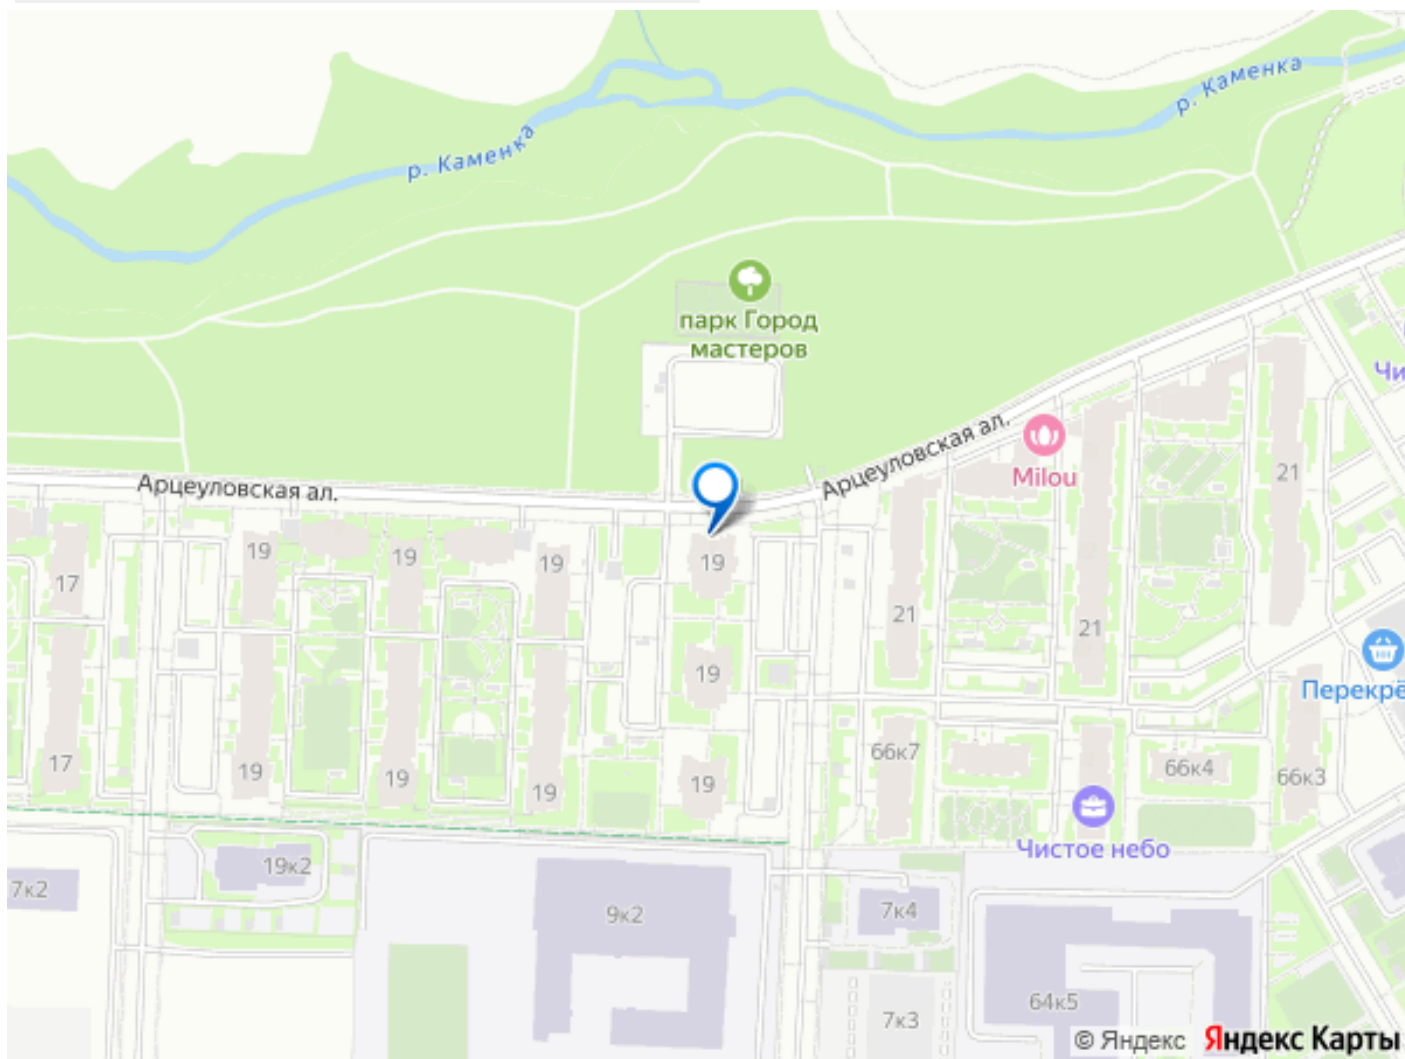 р. Каменка
р. Каменка
парк Город
мастеров
Чи
Арцеуловская ал.
Арцеуловская ал.
Milou
21
17
19
19
19
19
21
21
19
Перекрё
17
19
19
19
19
66к7
66к4
66к3
Чистое небо
19к2
7к2
9к2
7к4
64к5
7к3
© Яндекс Яндекс Карты